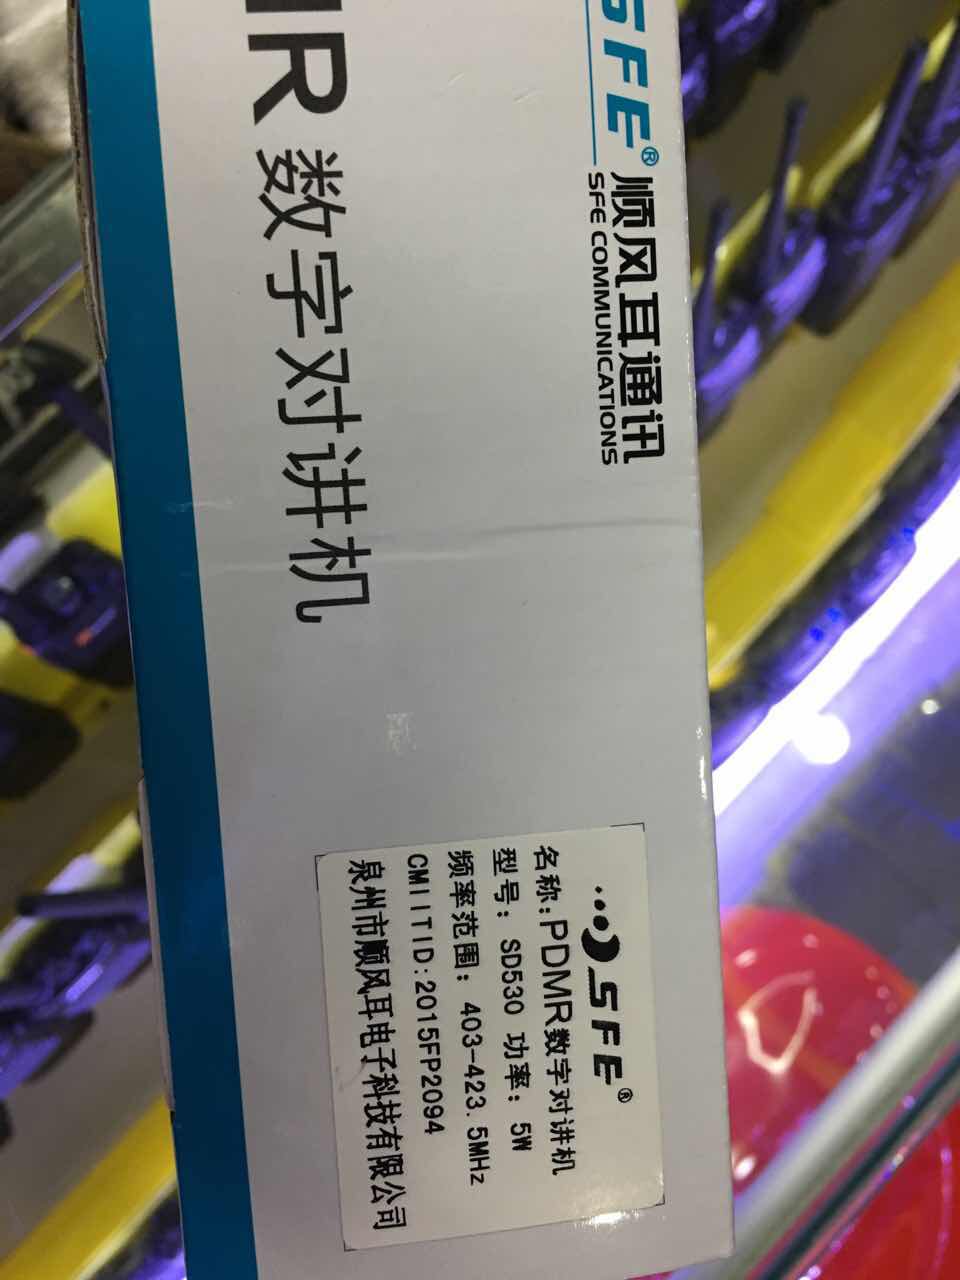 SFE®
顺风耳通讯
SFE COMMUNICATIONS
数字对讲机
SFE®
名称:PDMR数字对讲机
型号: SD530 功率: 5W
频率范围: 403-423.5MHz
CMIITID:2015FP2094
泉州市顺风耳电子科技有限公司